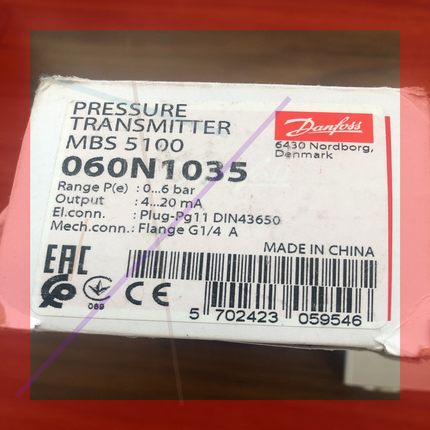 PRESSURE
TRANSMITTER
MBS 5100
Danfoss
6430 Nordborg,
Denmark
060N1035
Range P(e) : 0...6 bar
Output : 4...20 mA
El.conn. : Plug-Pg11 DIN43650
Mech.conn.: Flange G1/4 A
MADE IN CHINA
EAC
089
CE
5 702423 059546